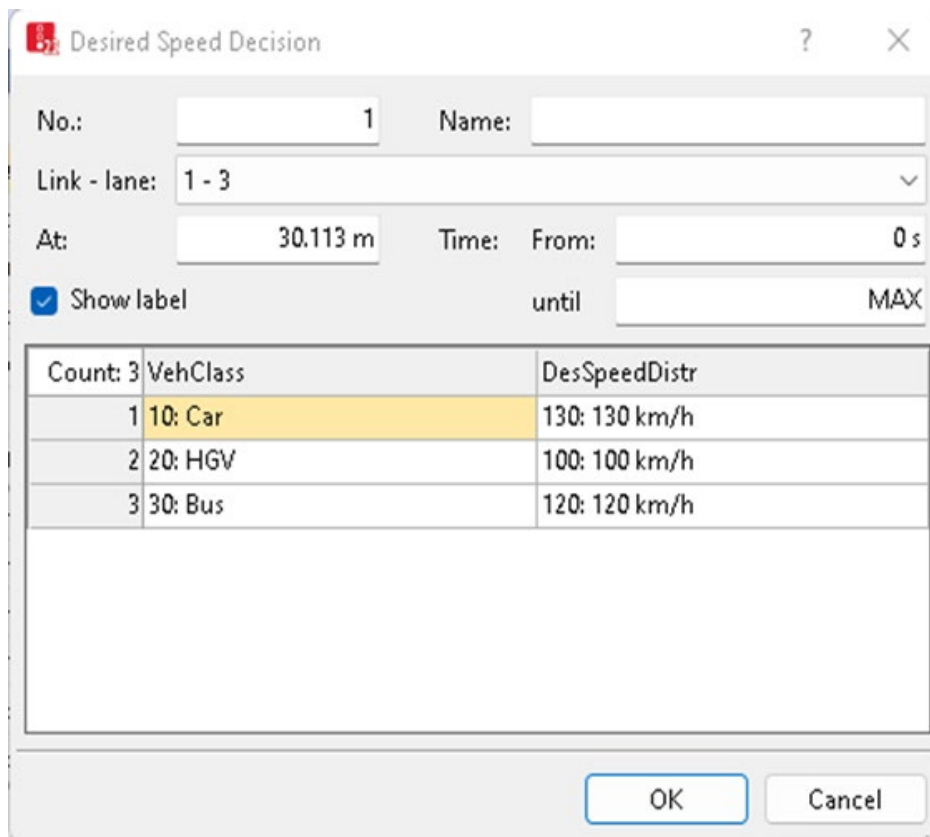 Desired Speed Decision ?
No.: 1 Name:
Link - lane: 1 - 3
At: 30.113 m Time: From: 0 s
Show label until MAX
Count: 3 VehClass DesSpeedDistr
1 10: Car 130: 130 km/h
2 20: HGV 100: 100 km/h
3 30: Bus 120: 120 km/h
OK Cancel